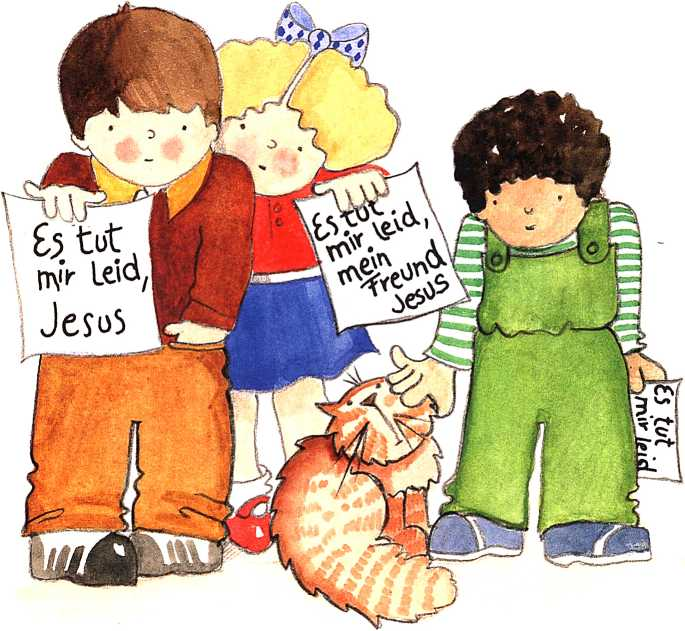 Es tut
mir Leid,
Jesus
Es tut
mir leid,
mein
Freund
Jesus
Es tut
mir leid